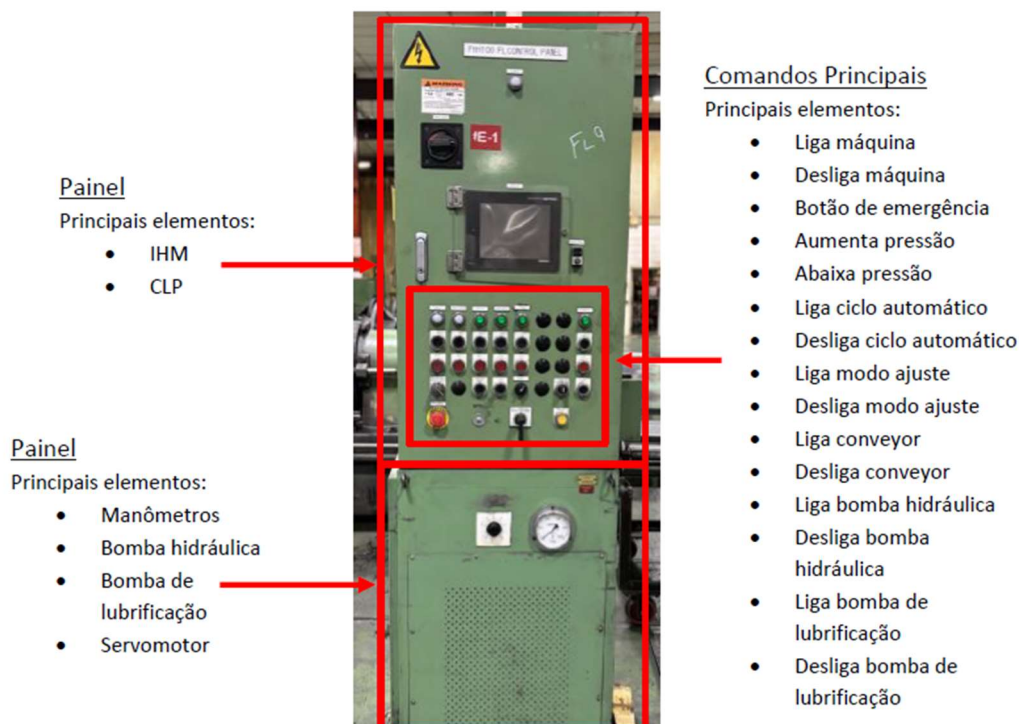 Painel
Principais elementos:
• IHM
• CLP
Painel
Principais elementos:
• Manômetros
• Bomba hidráulica
• Bomba de
lubrificação
• Servomotor
WARNING
IE-1
FL9
Comandos Principais
Principais elementos:
• Liga máquina
• Desliga máquina
• Botão de emergência
• Aumenta pressão
• Abaixa pressão
• Liga ciclo automático
• Desliga ciclo automático
• Liga modo ajuste
• Desliga modo ajuste
• Liga conveyor
• Desliga conveyor
• Liga bomba hidráulica
• Desliga bomba
hidráulica
• Liga bomba de
lubrificação
• Desliga bomba de
lubrificação